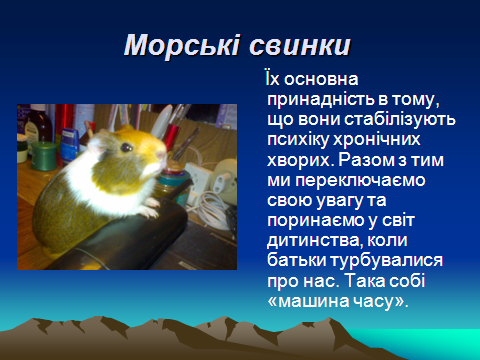 Морські свинки
Їх основна
принадність в тому,
що вони стабілізують
психіку хронічних
хворих. Разом з тим
ми переключаємо
свою увагу та
поринаємо у світ
дитинства, коли
батьки турбувалися
про нас. Така собі
«машина часу».